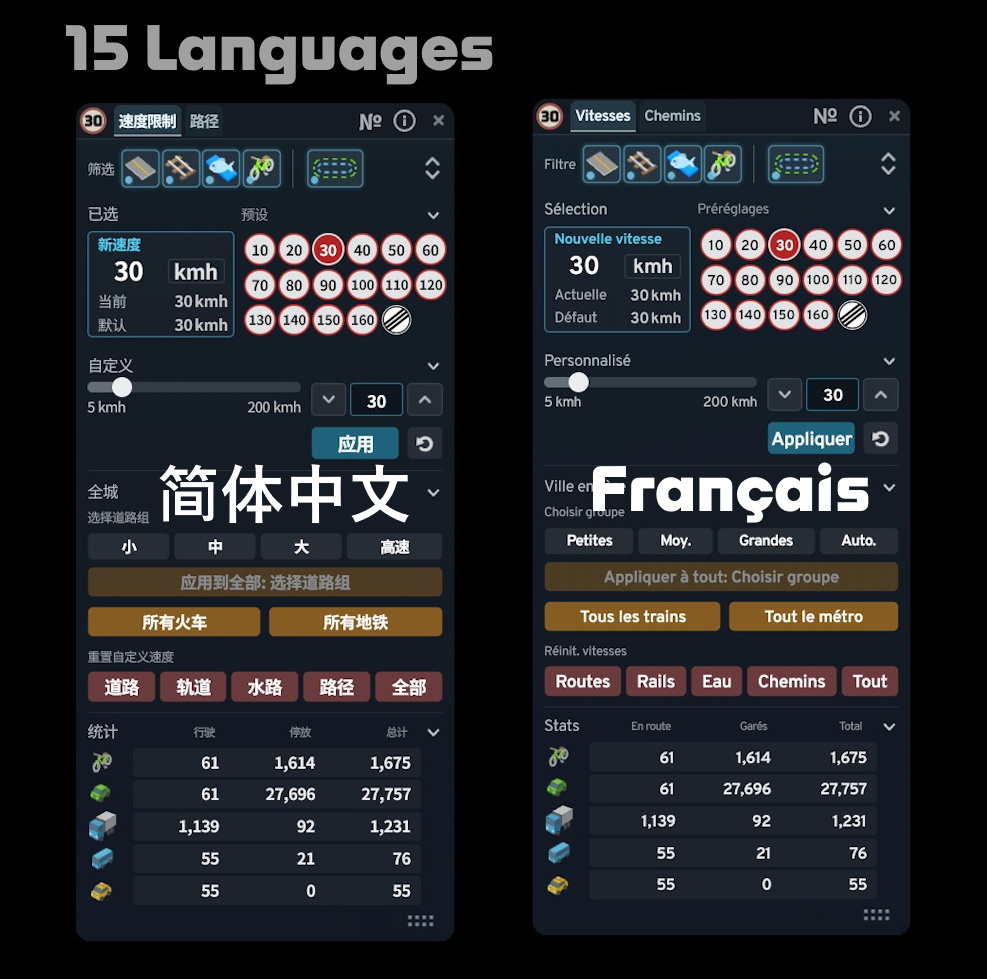 15 Languages
30 速度限制 路径 Nº
筛选
已选 预设
新速度
30 kmh
当前 30 kmh
默认 30 kmh
10 20 30 40 50 60
70 80 90 100 110 120
130 140 150 160
自定义
5 kmh 200 kmh 30
应用
简体中文
全城
选择道路组
小 中 大 高速
应用到全部: 选择道路组
所有火车 所有地铁
重置自定义速度
道路 轨道 水路 路径 全部
统计 行驶 停放 总计
61 1,614 1,675
61 27,696 27,757
1,139 92 1,231
55 21 76
55 0 55
30 Vitesses Chemins Nº
Filtre
Sélection Préréglages
Nouvelle vitesse
30 kmh
Actuelle 30 kmh
Défaut 30 kmh
10 20 30 40 50 60
70 80 90 100 110 120
130 140 150 160
Personnalisé
5 kmh 200 kmh 30
Appliquer
Français
Ville
Choisir groupe
Petites Moy. Grandes Auto.
Appliquer à tout: Choisir groupe
Tous les trains Tout le métro
Réinit. vitesses
Routes Rails Eau Chemins Tout
Stats En route Garés Total
61 1,614 1,675
61 27,696 27,757
1,139 92 1,231
55 21 76
55 0 55